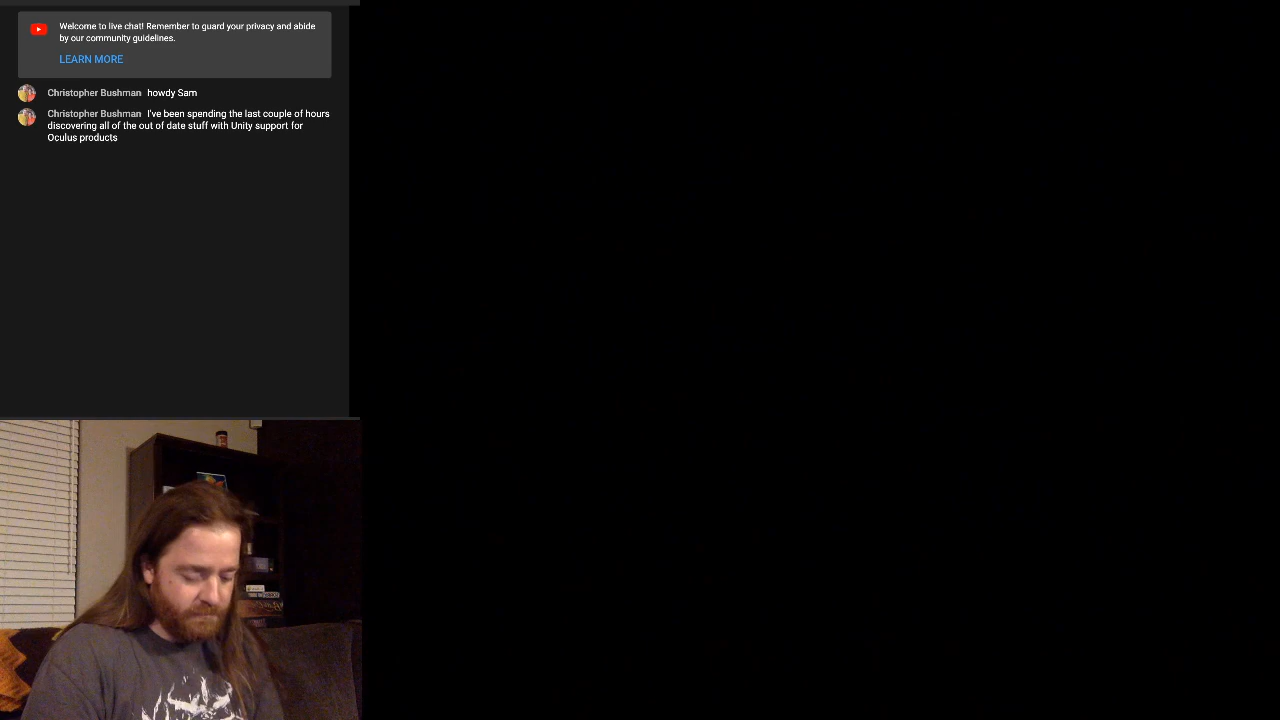 Welcome to live chat! Remember to guard your privacy and abide
by our community guidelines.
LEARN MORE
Christopher Bushman howdy Sam
Christopher Bushman I've been spending the last couple of hours
discovering all of the out of date stuff with Unity support for
Oculus products